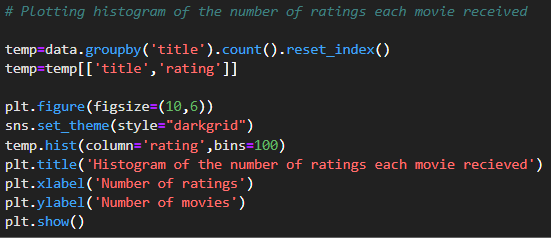 # Plotting histogram of the number of ratings each movie received
temp=data.groupby('title').count().reset_index()
temp=temp[['title','rating']]
plt.figure(figsize=(10,6))
sns.set_theme(style="darkgrid")
temp.hist(column='rating',bins=100)
plt.title('Histogram of the number of ratings each movie recieved')
plt.xlabel('Number of ratings')
plt.ylabel('Number of movies')
plt.show()